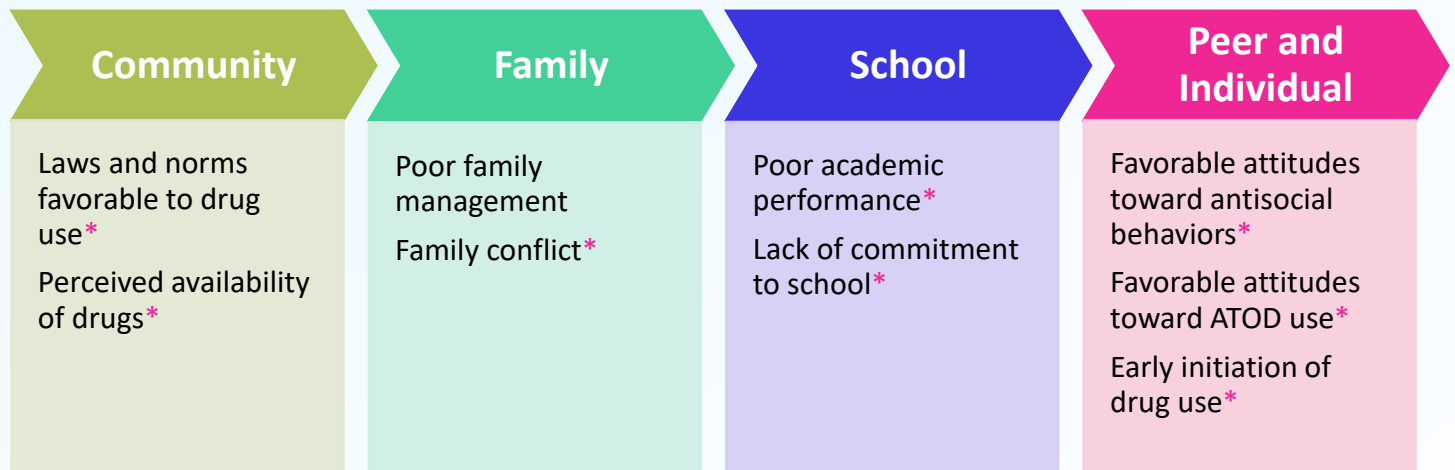 Community
Laws and norms
favorable to drug
use*
Perceived availability
of drugs*
Family
Poor family
management
Family conflict*
School
Poor academic
performance*
Lack of commitment
to school*
Peer and
Individual
Favorable attitudes
toward antisocial
behaviors*
Favorable attitudes
toward ATOD use*
Early initiation of
drug use*